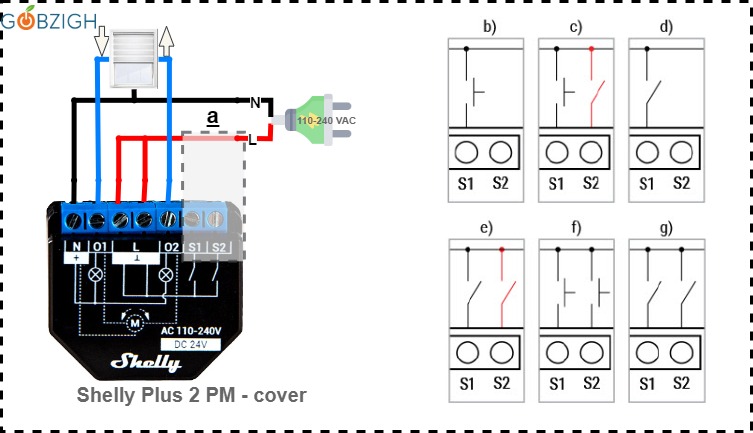 GOBZIGH
N
110-240 VAC
a
L
N O1 L O2 S1 S2
+ ⊥
M
AC 110-240V
DC 24V
Shelly
Shelly Plus 2 PM - cover
b) c) d)
S1 S2 S1 S2 S1 S2
e) f) g)
S1 S2 S1 S2 S1 S2